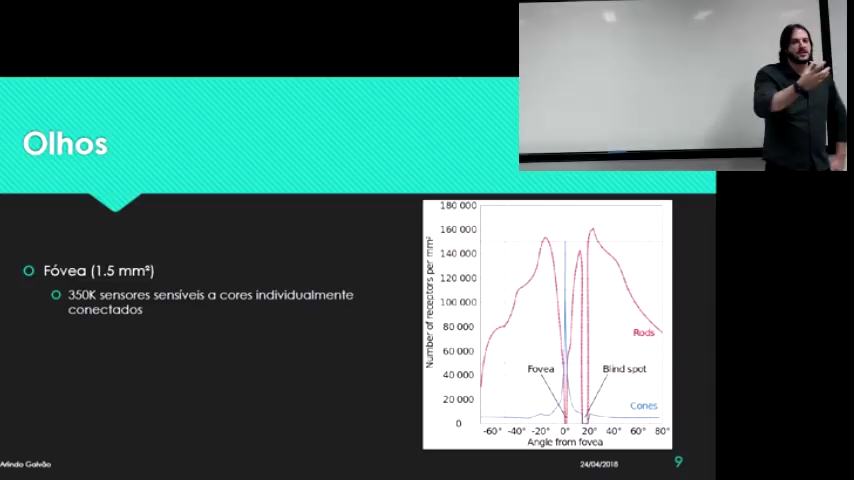 Olhos
Fóvea (1.5 mm²)
350K sensores sensíveis a cores individualmente
conectados
Number of receptors per mm²
180 000
160 000
140 000
120 000
100 000
80 000
60 000
40 000
20 000
0
Rods
Fovea
Blind spot
Cones
-60° -40° -20° 0° 20° 40° 60° 80°
Angle from fovea
Arlindo Galvão
24/04/2018
9